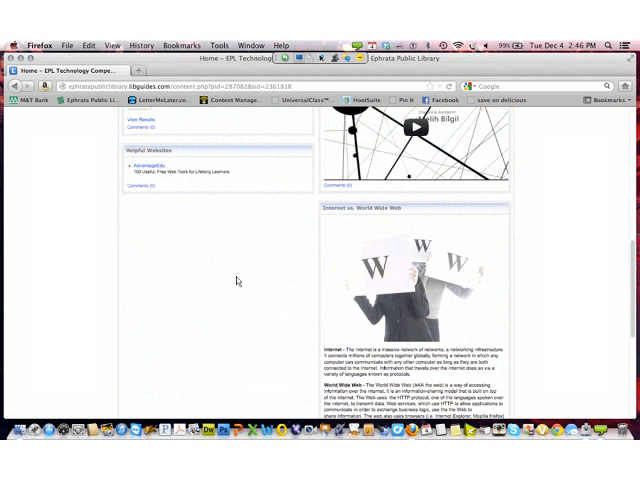 Firefox File Edit View History Bookmarks Tools Window Help
99% Tue Dec 4 2:46 PM
Home – EPL Technolog
Ephrata Public Library
Home – EPL Technology Compe...
ephratapubliclibrary.libguides.com/content.php?pid=287082&sid=2361818
Google
M&T Bank Ephrata Public Li... LetterMeLater.co... Content Manage... UniversalClass™... HootSuite Pin It Facebook save on delicious Bookmarks
View Results
Comments (0)
Helpful Websites
AdvantageEdu
100 Useful, Free Web Tools for Lifelong Learners
Comments (0)
Melih Bilgil
Comments (0)
Internet vs. World Wide Web
W W W
Internet - The Internet is a massive network of networks, a networking infrastructure.
It connects millions of computers together globally, forming a network in which any
computer can communicate with any other computer as long as they are both
connected to the Internet. Information that travels over the Internet does so via a
variety of languages known as protocols.
World Wide Web - The World Wide Web (AKA the web) is a way of accessing
information over the Internet. It is an information-sharing model that is built on top
of the Internet. The Web uses the HTTP protocol, one of the languages spoken over
the Internet, to transmit data. Web services, which use HTTP to allow applications to
communicate in order to exchange business logic, use the the Web to
share information. The web also uses browsers (i.e. Internet Explorer, Mozilla firefox)